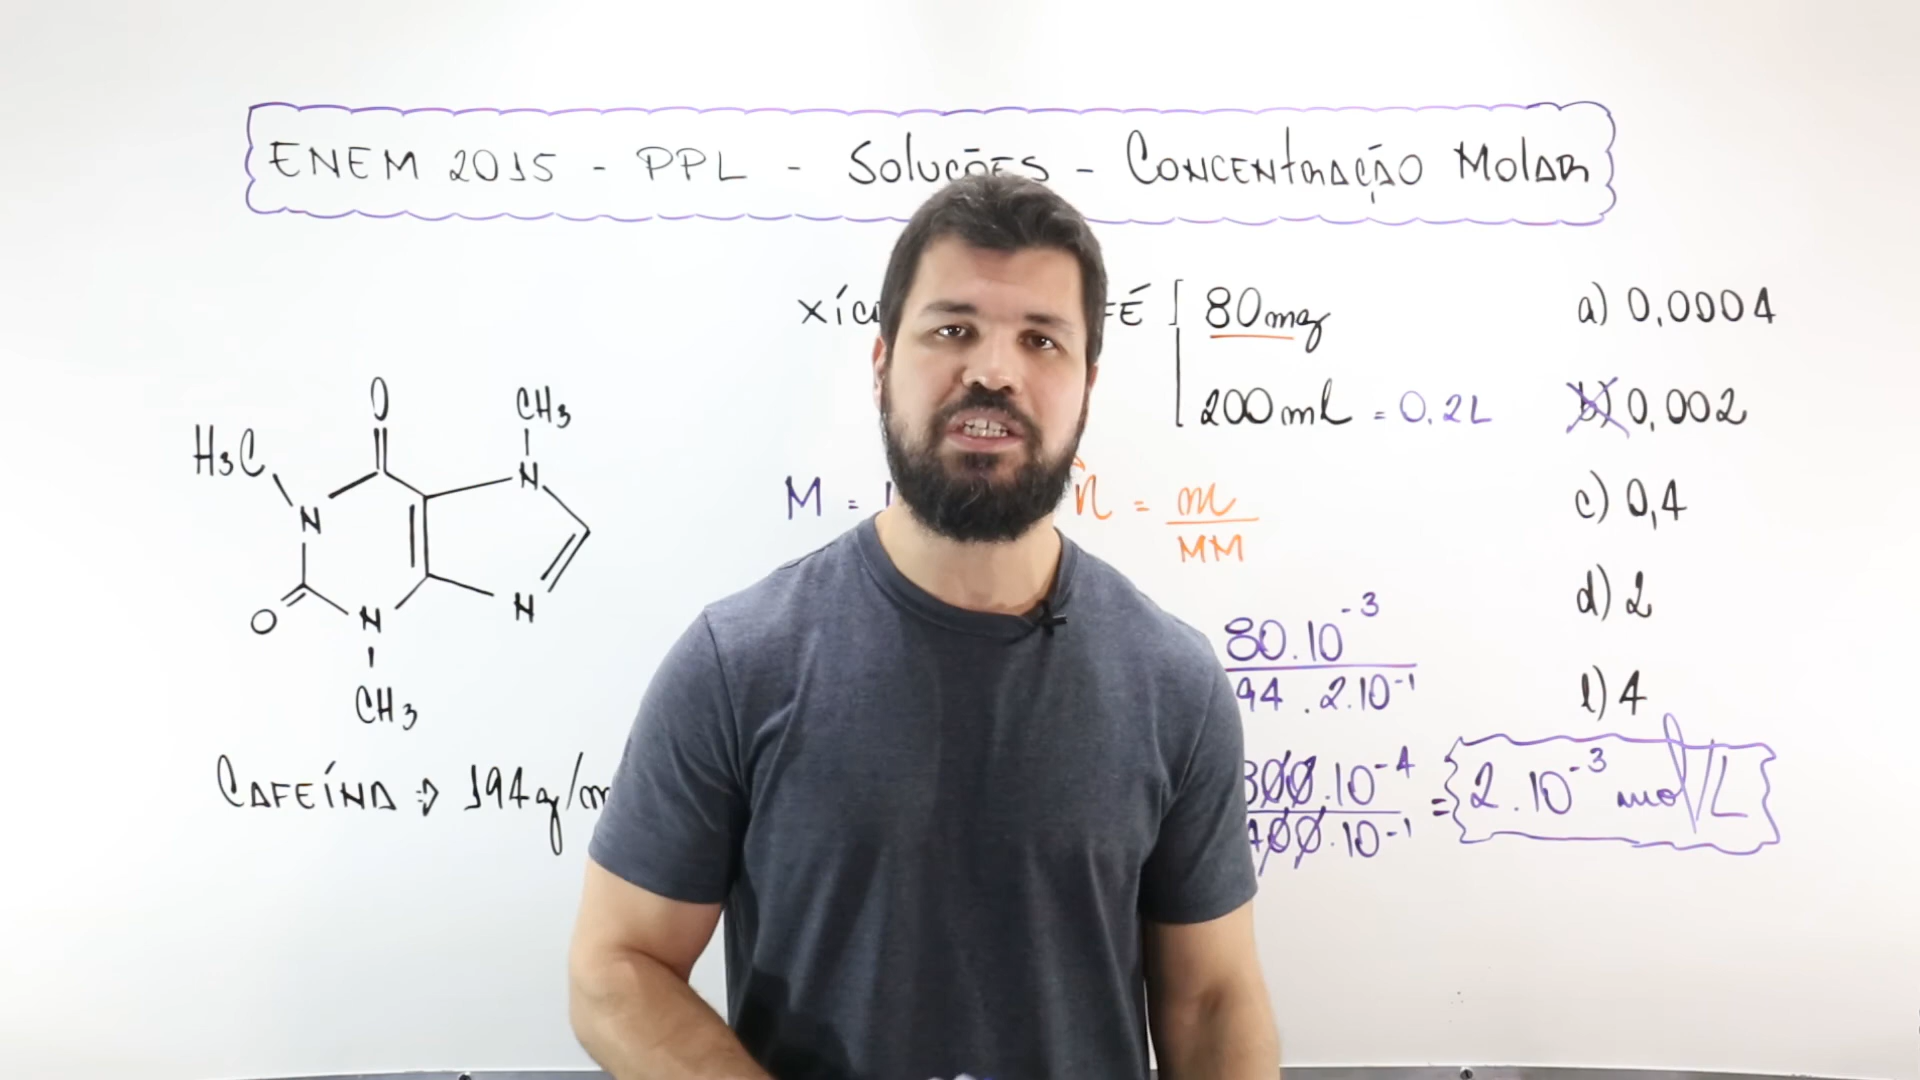 ENEM 2015 - PPL - Soluções - Concentração Molar
80mg
200ml = 0,2L
a) 0,0004
b) 0,002
c) 0,4
d) 2
e) 4
O
CH3
H3C
N
N
O
N
N
CH3
M =
n = m
MM
80.10-3
94 . 2.10-1
.10-4 = 2.10-3 mol/L
.10-1
Cafeína => 194g/m